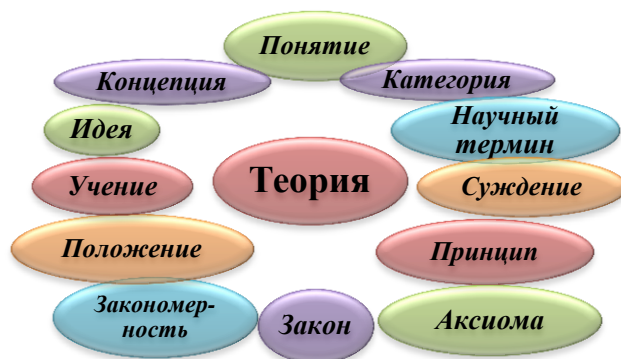 Понятие
Концепция
Категория
Идея
Научный
термин
Теория
Учение
Суждение
Положение
Принцип
Закономер-
ность
Закон
Аксиома